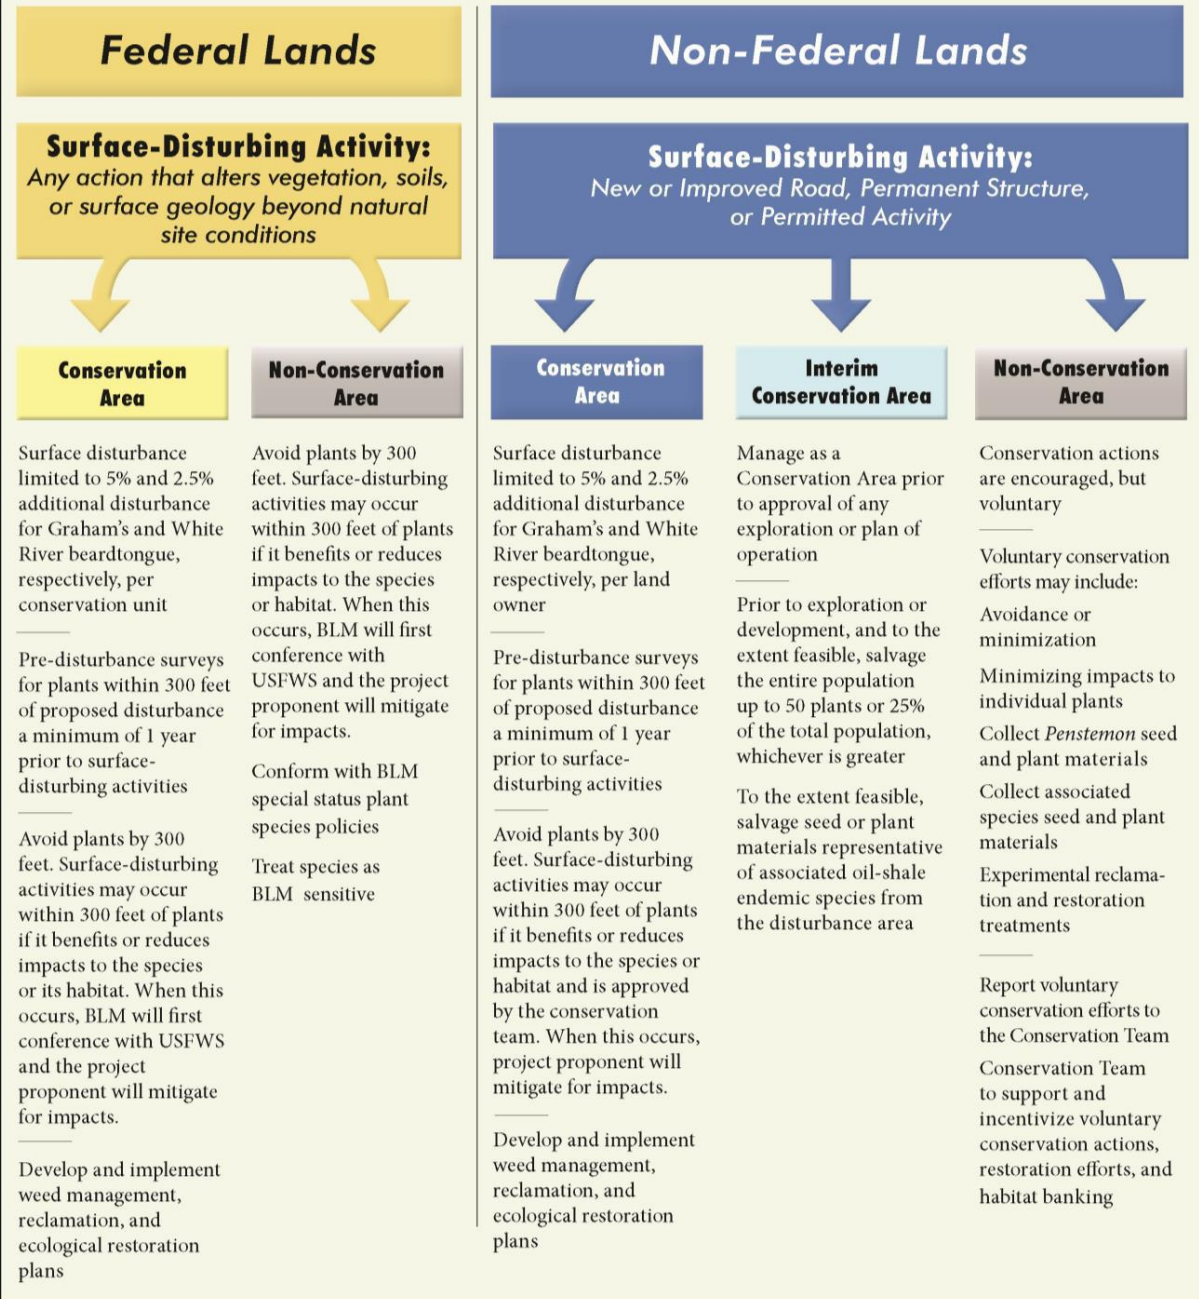 Federal Lands
Surface-Disturbing Activity:
Any action that alters vegetation, soils,
or surface geology beyond natural
site conditions
Conservation
Area
Surface disturbance
limited to 5% and 2.5%
additional disturbance
for Graham's and White
River beardtongue,
respectively, per
conservation unit
Pre-disturbance surveys
for plants within 300 feet
of proposed disturbance
a minimum of 1 year
prior to surface-
disturbing activities
Avoid plants by 300
feet. Surface-disturbing
activities may occur
within 300 feet of plants
if it benefits or reduces
impacts to the species
or its habitat. When this
occurs, BLM will first
conference with USFWS
and the project
proponent will mitigate
for impacts.
Develop and implement
weed management,
reclamation, and
ecological restoration
plans
Non-Conservation
Area
Avoid plants by 300
feet. Surface-disturbing
activities may occur
within 300 feet of plants
if it benefits or reduces
impacts to the species
or habitat. When this
occurs, BLM will first
conference with
USFWS and the project
proponent will mitigate
for impacts.
Conform with BLM
special status plant
species policies
Treat species as
BLM sensitive
Non-Federal Lands
Surface-Disturbing Activity:
New or Improved Road, Permanent Structure,
or Permitted Activity
Conservation
Area
Surface disturbance
limited to 5% and 2.5%
additional disturbance
for Graham's and White
River beardtongue,
respectively, per land
owner
Pre-disturbance surveys
for plants within 300 feet
of proposed disturbance
a minimum of 1 year
prior to surface-
disturbing activities
Avoid plants by 300
feet. Surface-disturbing
activities may occur
within 300 feet of plants
if it benefits or reduces
impacts to the species or
habitat and is approved
by the conservation
team. When this occurs,
project proponent will
mitigate for impacts.
Develop and implement
weed management,
reclamation, and
ecological restoration
plans
Interim
Conservation Area
Manage as a
Conservation Area prior
to approval of any
exploration or plan of
operation
Prior to exploration or
development, and to the
extent feasible, salvage
the entire population
up to 50 plants or 25%
of the total population,
whichever is greater
To the extent feasible,
salvage seed or plant
materials representative
of associated oil-shale
endemic species from
the disturbance area
Non-Conservation
Area
Conservation actions
are encouraged, but
voluntary
Voluntary conservation
efforts may include:
Avoidance or
minimization
Minimizing impacts to
individual plants
Collect Penstemon seed
and plant materials
Collect associated
species seed and plant
materials
Experimental reclama-
tion and restoration
treatments
Report voluntary
conservation efforts to
the Conservation Team
Conservation Team
to support and
incentivize voluntary
conservation actions,
restoration efforts, and
habitat banking